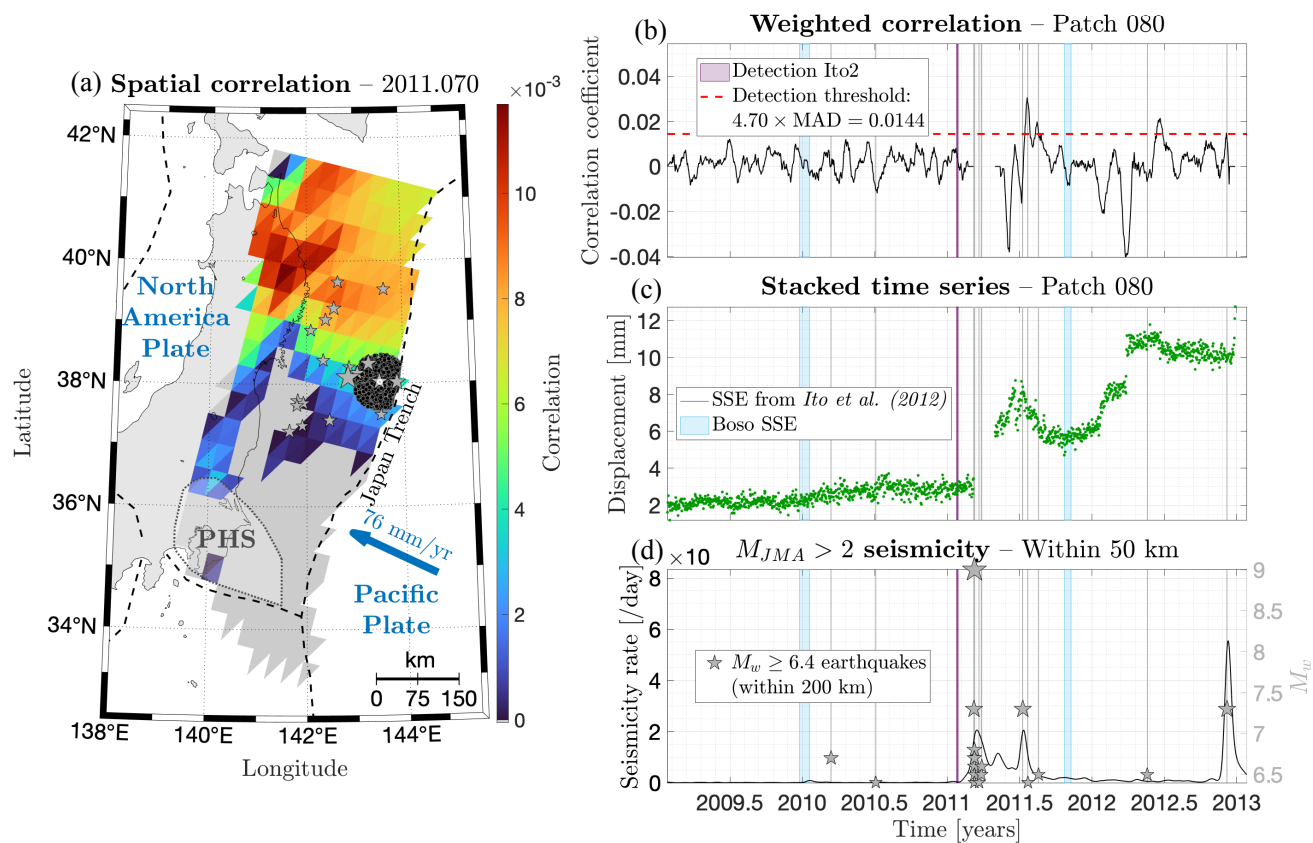 (a) Spatial correlation – 2011.070
×10⁻³
42°N
40°N
38°N
36°N
34°N
Latitude
138°E
140°E
142°E
144°E
Longitude
North
America
Plate
Japan Trench
PHS
76 mm/yr
Pacific
Plate
km
0 75 150
10
8
6
4
2
0
Correlation
(b) Weighted correlation – Patch 080
Correlation coefficient
0.04
0.02
0
-0.02
-0.04
Detection Ito2
Detection threshold:
4.70 × MAD = 0.0144
(c) Stacked time series – Patch 080
Displacement [mm]
12
10
8
6
4
2
SSE from Ito et al. (2012)
Boso SSE
(d) ×10 M_JMA > 2 seismicity – Within 50 km
Seismicity rate [/day]
8
6
4
2
0
M_w ≥ 6.4 earthquakes
(within 200 km)
9
8.5
8
7.5
7
6.5
M_w
2009.5
2010
2010.5
2011
2011.5
2012
2012.5
2013
Time [years]